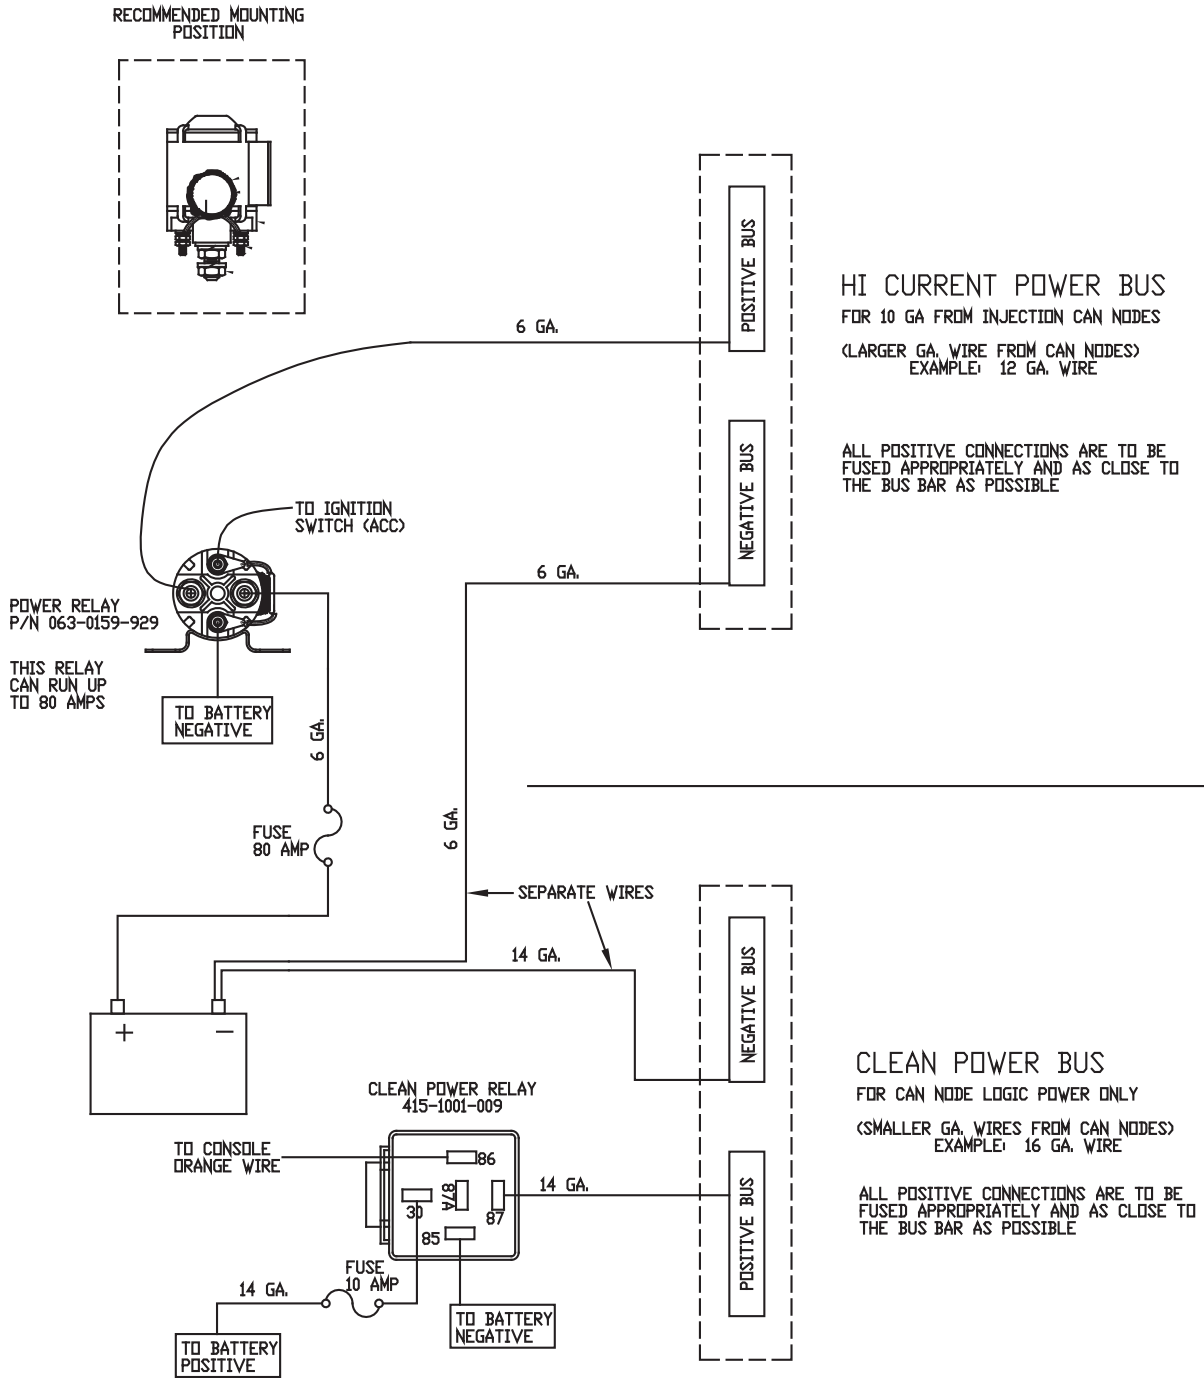 RECOMMENDED MOUNTING
POSITION
POSITIVE BUS
HI CURRENT POWER BUS
FOR 10 GA FROM INJECTION CAN NODES
(LARGER GA. WIRE FROM CAN NODES)
EXAMPLE: 12 GA. WIRE
6 GA.
NEGATIVE BUS
ALL POSITIVE CONNECTIONS ARE TO BE
FUSED APPROPRIATELY AND AS CLOSE TO
THE BUS BAR AS POSSIBLE
TO IGNITION
SWITCH (ACC)
6 GA.
POWER RELAY
P/N 063-0159-929
THIS RELAY
CAN RUN UP
TO 80 AMPS
TO BATTERY
NEGATIVE
6 GA.
FUSE
80 AMP
6 GA.
SEPARATE WIRES
14 GA.
NEGATIVE BUS
+
−
CLEAN POWER BUS
FOR CAN NODE LOGIC POWER ONLY
(SMALLER GA. WIRES FROM CAN NODES)
EXAMPLE: 16 GA. WIRE
CLEAN POWER RELAY
415-1001-009
TO CONSOLE
ORANGE WIRE
86
87A
30
87
85
14 GA.
POSITIVE BUS
ALL POSITIVE CONNECTIONS ARE TO BE
FUSED APPROPRIATELY AND AS CLOSE TO
THE BUS BAR AS POSSIBLE
FUSE
10 AMP
14 GA.
TO BATTERY
POSITIVE
TO BATTERY
NEGATIVE